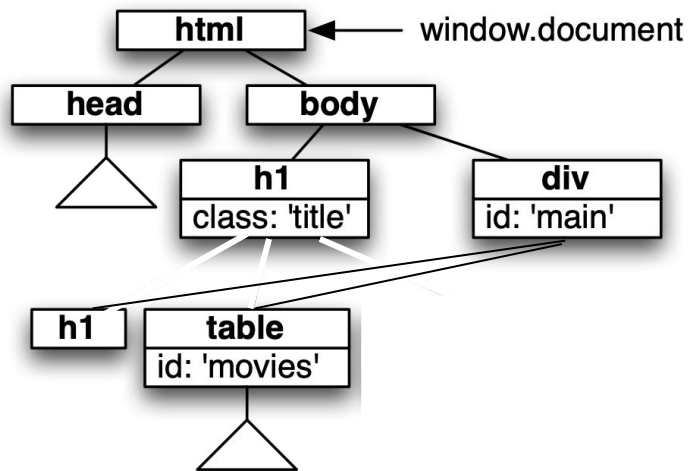 html
window.document
head
body
h1
class: 'title'
div
id: 'main'
h1
table
id: 'movies'